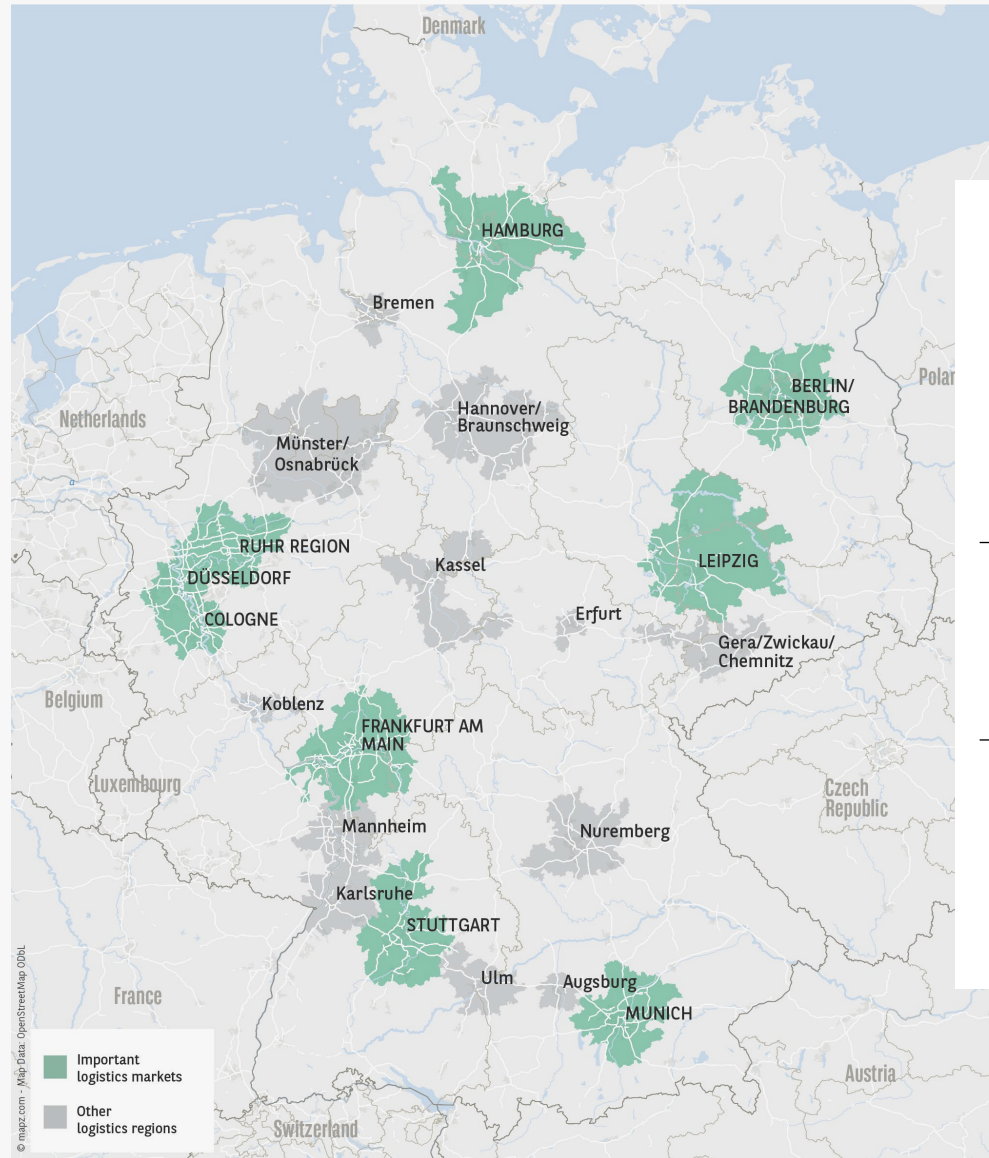 Denmark
HAMBURG
Bremen
BERLIN/
BRANDENBURG
Polar
Netherlands
Hannover/
Braunschweig
Münster/
Osnabrück
a
RUHR REGION
DÜSSELDORF
COLOGNE
Kassel
LEIPZIG
Erfurt
Gera/Zwickau/
Chemnitz
Belgium
Koblenz
FRANKFURT AM
MAIN
Luxembourg
Czech
Republic
Mannheim
Nuremberg
Karlsruhe
STUTTGART
Ulm
Augsburg
MUNICH
France
Austria
Switzerland
Important
logistics markets
Other
logistics regions
© mapz.com - Map Data: OpenStreetMap ODbL